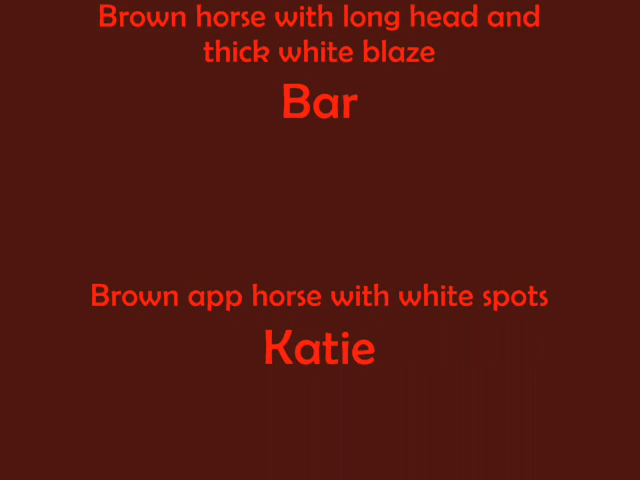 Brown horse with long head and
thick white blaze
Bar
Brown app horse with white spots
Katie